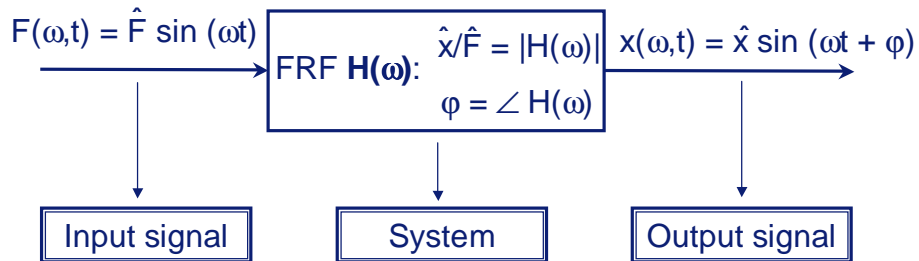 F(ω,t) = F̂ sin (ωt)
FRF H(ω): x̂/F̂ = |H(ω)|
φ = ∠ H(ω)
x(ω,t) = x̂ sin (ωt + φ)
Input signal
System
Output signal